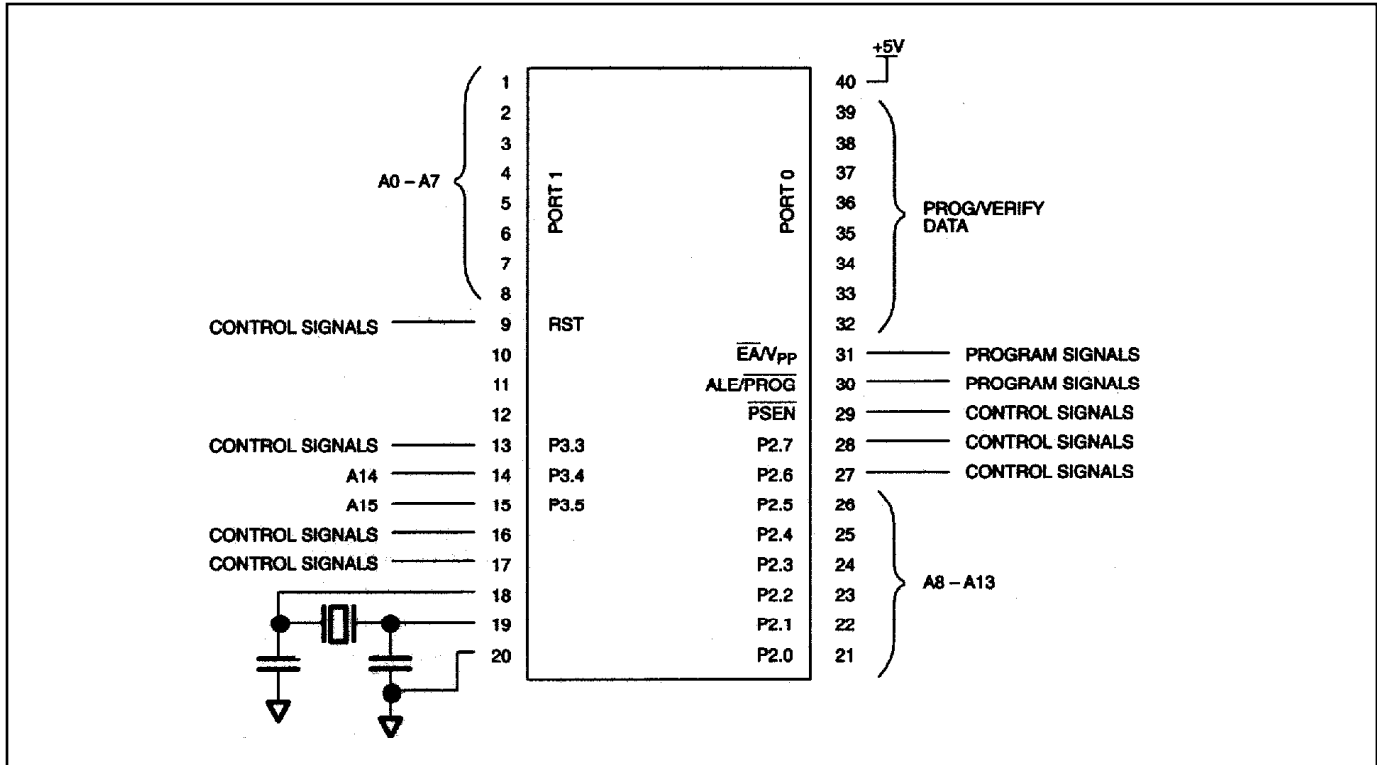 +5V
1
2
3
4
5
6
7
8
9
10
11
12
13
14
15
16
17
18
19
20
A0 – A7
CONTROL SIGNALS
CONTROL SIGNALS
A14
A15
CONTROL SIGNALS
CONTROL SIGNALS
PORT 1
RST
P3.3
P3.4
P3.5
PORT 0
EA/VPP
ALE/PROG
PSEN
P2.7
P2.6
P2.5
P2.4
P2.3
P2.2
P2.1
P2.0
40
39
38
37
36
35
34
33
32
31
30
29
28
27
26
25
24
23
22
21
PROG/VERIFY
DATA
PROGRAM SIGNALS
PROGRAM SIGNALS
CONTROL SIGNALS
CONTROL SIGNALS
CONTROL SIGNALS
A8 – A13